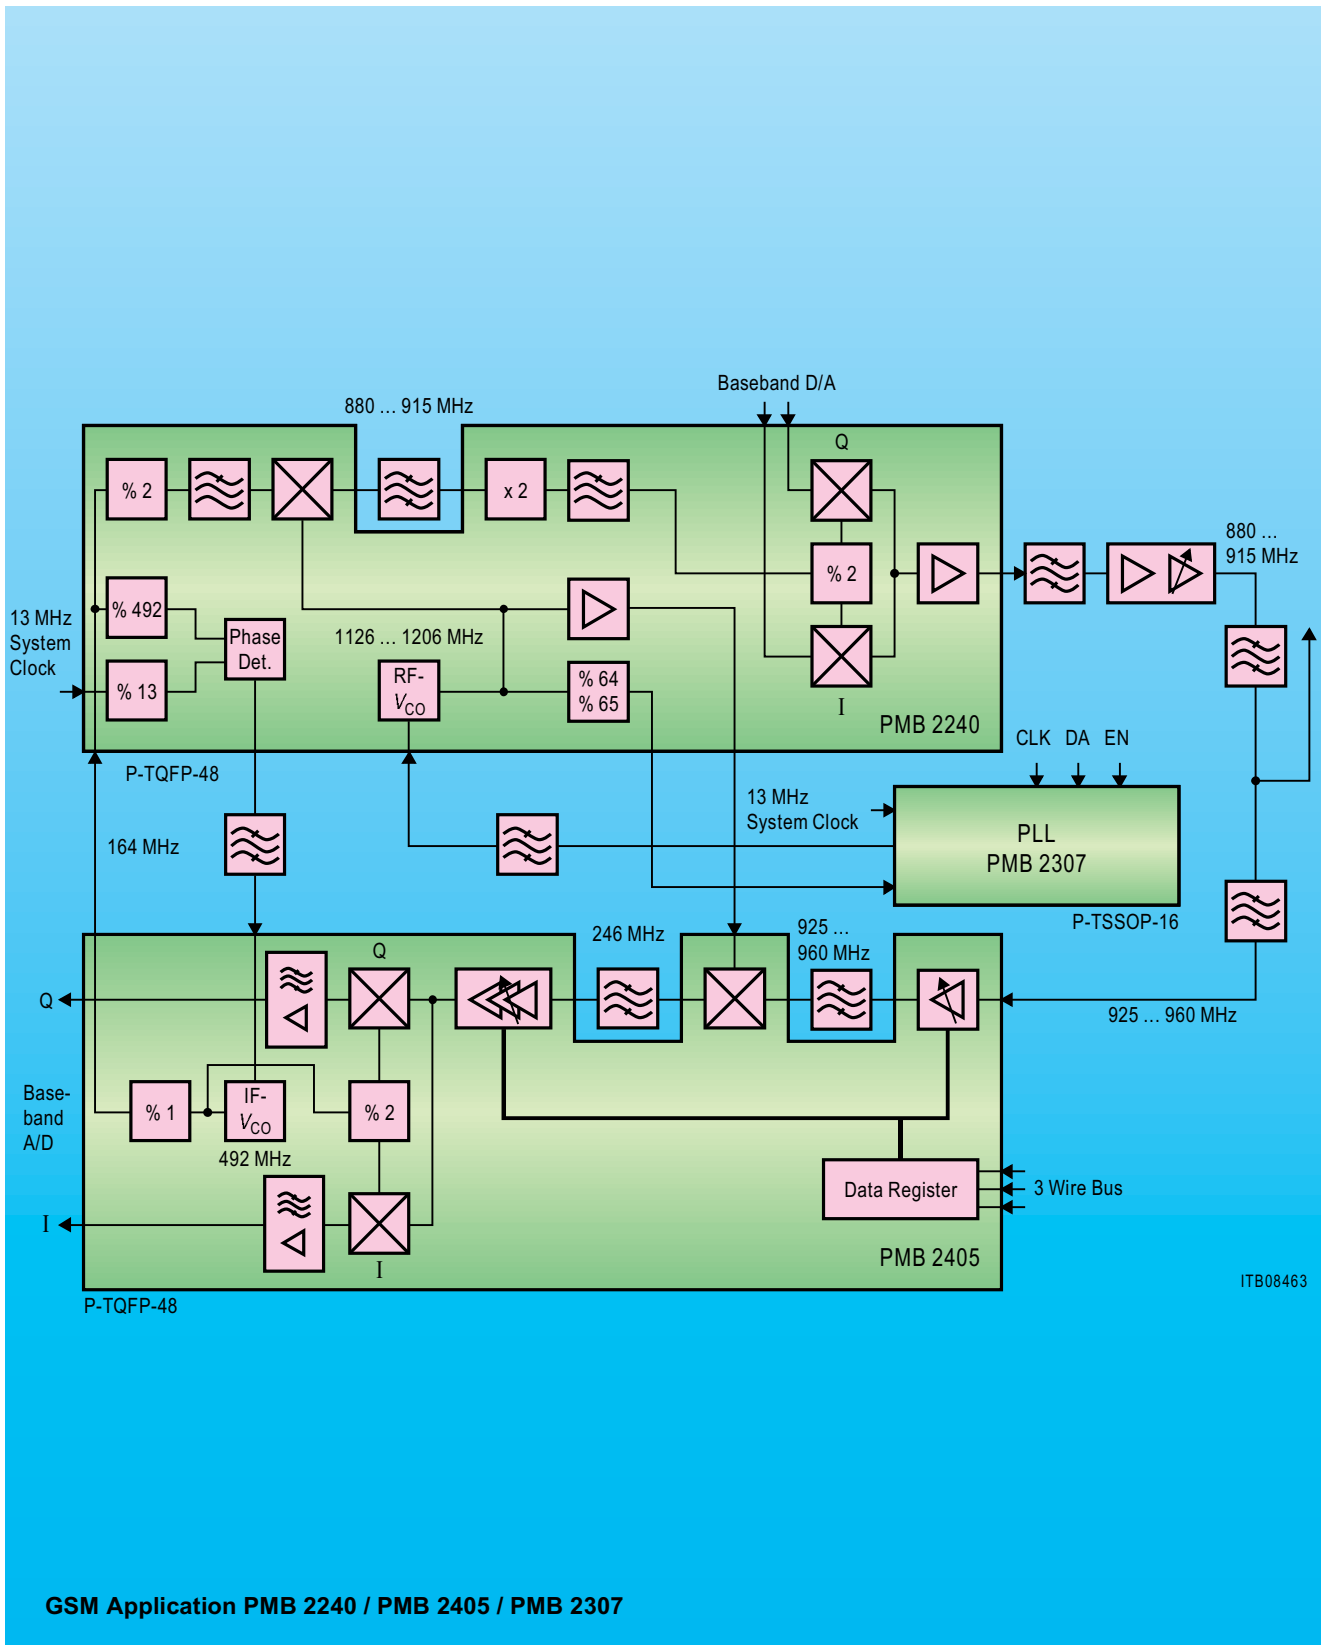 Baseband D/A
880 ... 915 MHz
Q
% 2
x 2
880 ...
915 MHz
% 2
% 492
13 MHz
System
Clock
Phase
Det.
1126 ... 1206 MHz
% 13
RF-
VCO
% 64
% 65
I
PMB 2240
P-TQFP-48
CLK DA EN
13 MHz
System Clock
PLL
PMB 2307
164 MHz
P-TSSOP-16
246 MHz
925 ...
960 MHz
Q
Q
925 ... 960 MHz
Base-
band
A/D
% 1
IF-
VCO
% 2
492 MHz
Data Register
3 Wire Bus
I
I
PMB 2405
ITB08463
P-TQFP-48
GSM Application PMB 2240 / PMB 2405 / PMB 2307